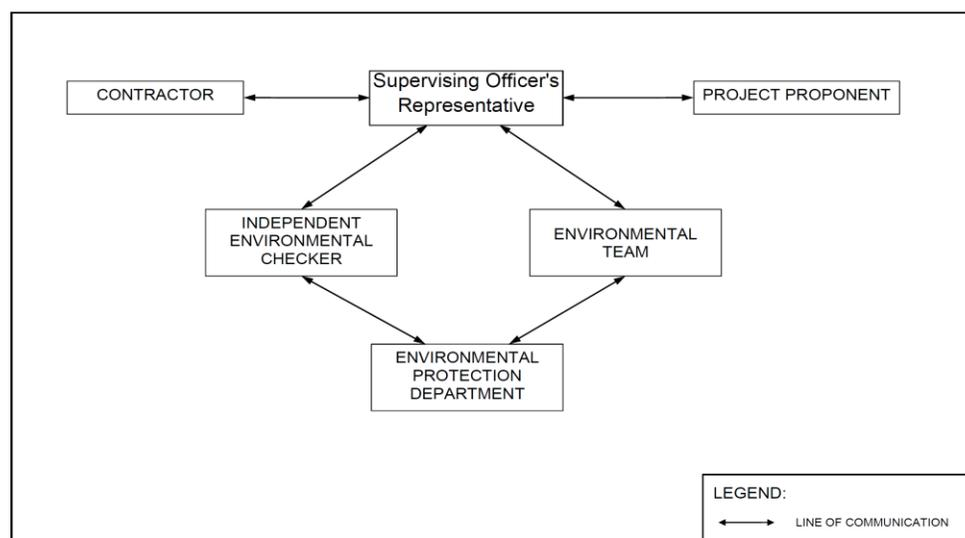 Supervising Officer's
Representative
CONTRACTOR
PROJECT PROPONENT
INDEPENDENT
ENVIRONMENTAL
CHECKER
ENVIRONMENTAL
TEAM
ENVIRONMENTAL
PROTECTION
DEPARTMENT
LEGEND:
LINE OF COMMUNICATION